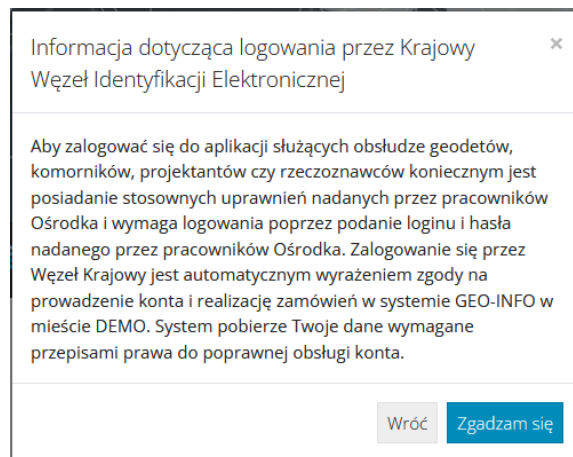 Informacja dotycząca logowania przez Krajowy
Węzeł Identyfikacji Elektronicznej
×
Aby zalogować się do aplikacji służących obsłudze geodetów,
komorników, projektantów czy rzeczoznawców koniecznym jest
posiadanie stosownych uprawnień nadanych przez pracowników
Ośrodka i wymaga logowania poprzez podanie loginu i hasła
nadanego przez pracowników Ośrodka. Zalogowanie się przez
Węzeł Krajowy jest automatycznym wyrażeniem zgody na
prowadzenie konta i realizację zamówień w systemie GEO-INFO w
mieście DEMO. System pobierze Twoje dane wymagane
przepisami prawa do poprawnej obsługi konta.
Wróć
Zgadzam się